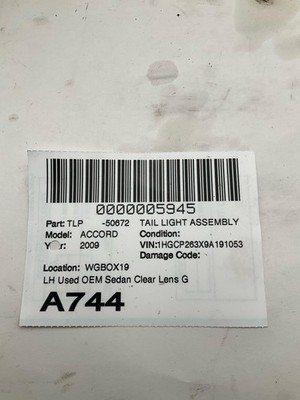 0000005945
Part: TLP -50672 TAIL LIGHT ASSEMBLY
Model: ACCORD Condition:
Year: 2009 VIN:1HGCP263X9A191053
Damage Code:
Location: WGBOX19
LH Used OEM Sedan Clear Lens G
A744